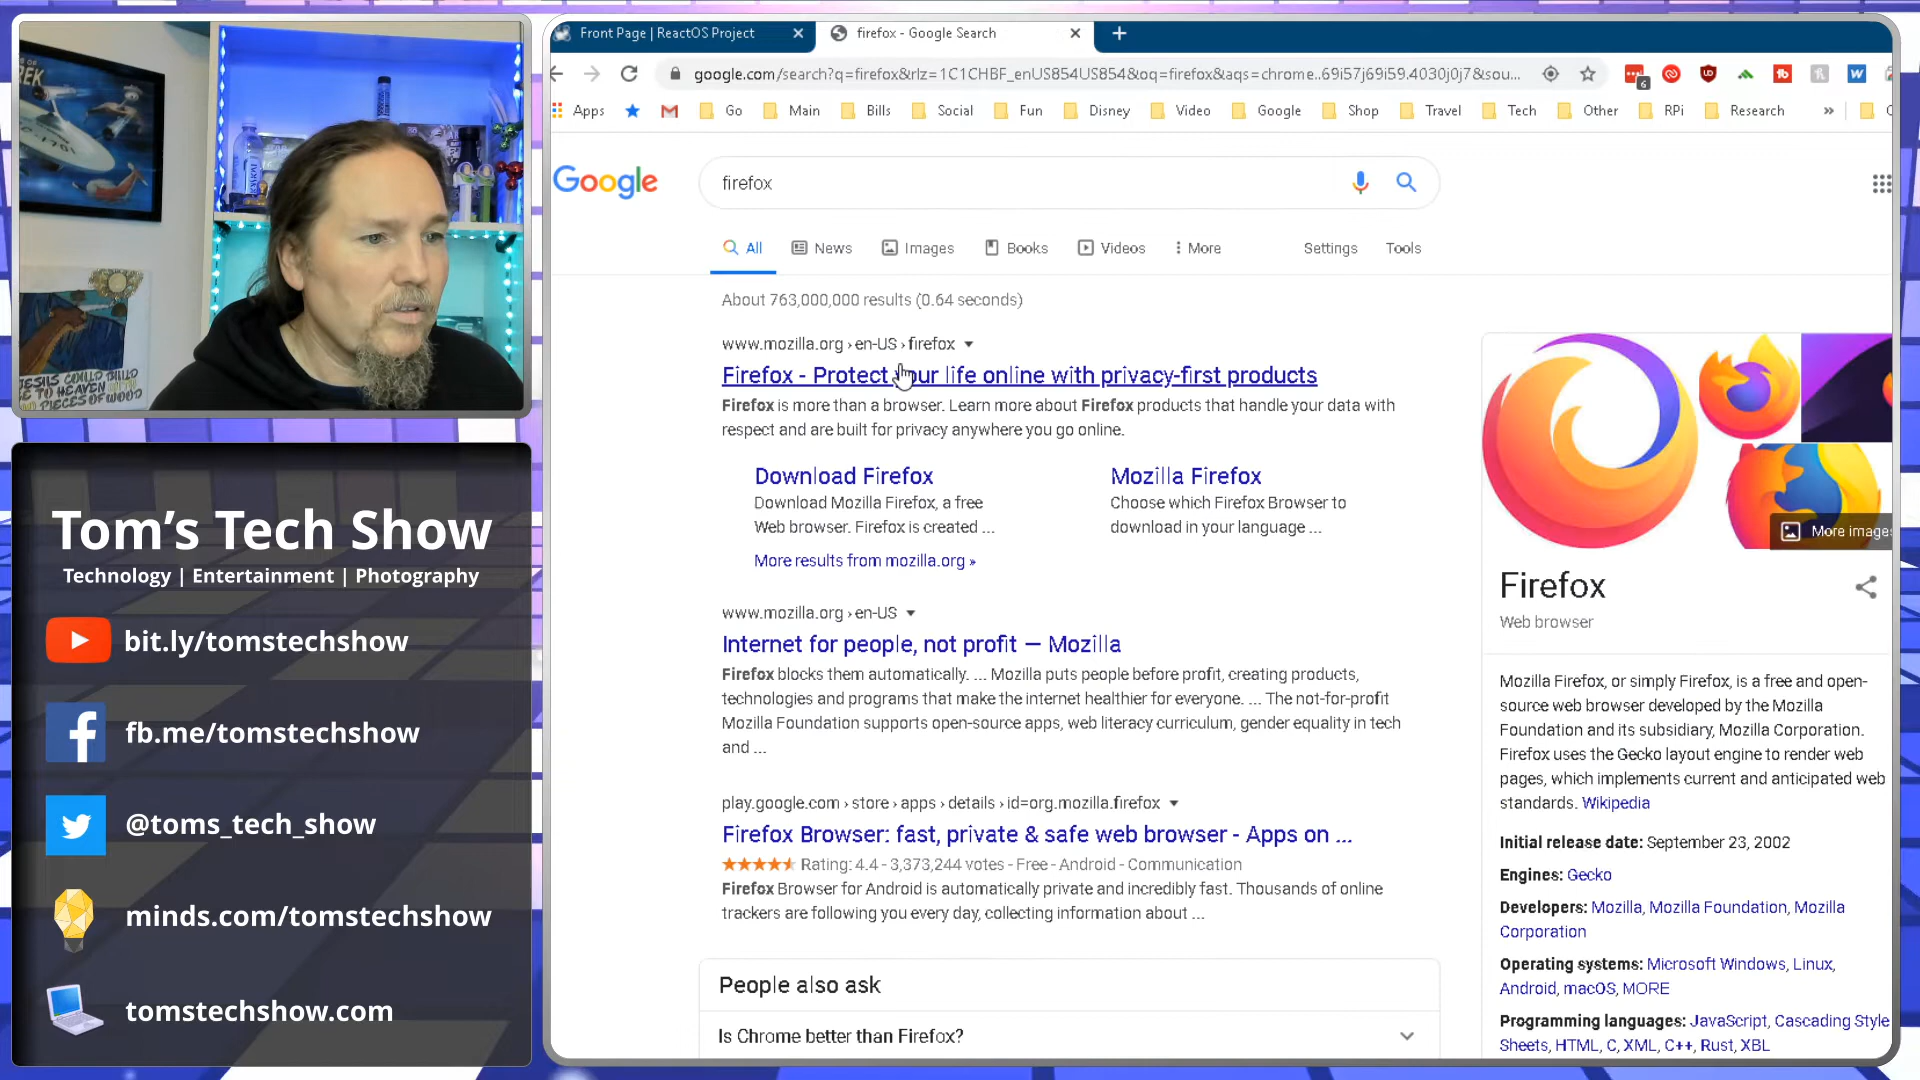 TREK
1701
JESUS COULD BUILD
PIECES OF WOOD
Tom's Tech Show
Technology | Entertainment | Photography
bit.ly/tomstechshow
fb.me/tomstechshow
@toms_tech_show
minds.com/tomstechshow
tomstechshow.com
Front Page | ReactOS Project
firefox - Google Search
google.com/search?q=firefox&rlz=1C1CHBF_enUS854US854&oq=firefox&aqs=chrome..69i57j69i59.4030j0j7&sou...
6
Apps Go Main Bills Social Fun Disney Video Google Shop Travel Tech Other RPi Research »
Google
firefox
All News Images Books Videos More Settings Tools
About 763,000,000 results (0.64 seconds)
www.mozilla.org › en-US › firefox
Firefox - Protect your life online with privacy-first products
Firefox is more than a browser. Learn more about Firefox products that handle your data with
respect and are built for privacy anywhere you go online.
Download Firefox
Download Mozilla Firefox, a free
Web browser. Firefox is created ...
Mozilla Firefox
Choose which Firefox Browser to
download in your language ...
More results from mozilla.org »
www.mozilla.org › en-US
Internet for people, not profit — Mozilla
Firefox blocks them automatically. ... Mozilla puts people before profit, creating products,
technologies and programs that make the internet healthier for everyone. ... The not-for-profit
Mozilla Foundation supports open-source apps, web literacy curriculum, gender equality in tech
and ...
play.google.com › store › apps › details › id=org.mozilla.firefox
Firefox Browser: fast, private & safe web browser - Apps on ...
Rating: 4.4 - 3,373,244 votes - Free - Android - Communication
Firefox Browser for Android is automatically private and incredibly fast. Thousands of online
trackers are following you every day, collecting information about ...
People also ask
Is Chrome better than Firefox?
More images
Firefox
Web browser
Mozilla Firefox, or simply Firefox, is a free and open-
source web browser developed by the Mozilla
Foundation and its subsidiary, Mozilla Corporation.
Firefox uses the Gecko layout engine to render web
pages, which implements current and anticipated web
standards. Wikipedia
Initial release date: September 23, 2002
Engines: Gecko
Developers: Mozilla, Mozilla Foundation, Mozilla
Corporation
Operating systems: Microsoft Windows, Linux,
Android, macOS, MORE
Programming languages: JavaScript, Cascading Style
Sheets, HTML, C, XML, C++, Rust, XBL